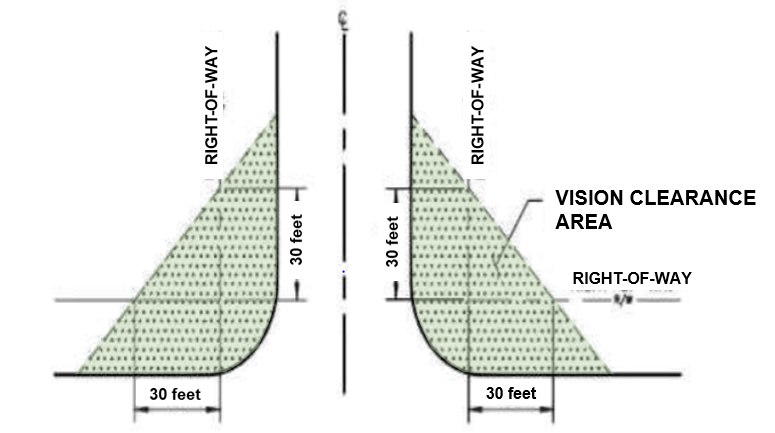 ℄
RIGHT-OF-WAY
RIGHT-OF-WAY
VISION CLEARANCE
AREA
30 feet
30 feet
RIGHT-OF-WAY
R/W
30 feet
30 feet